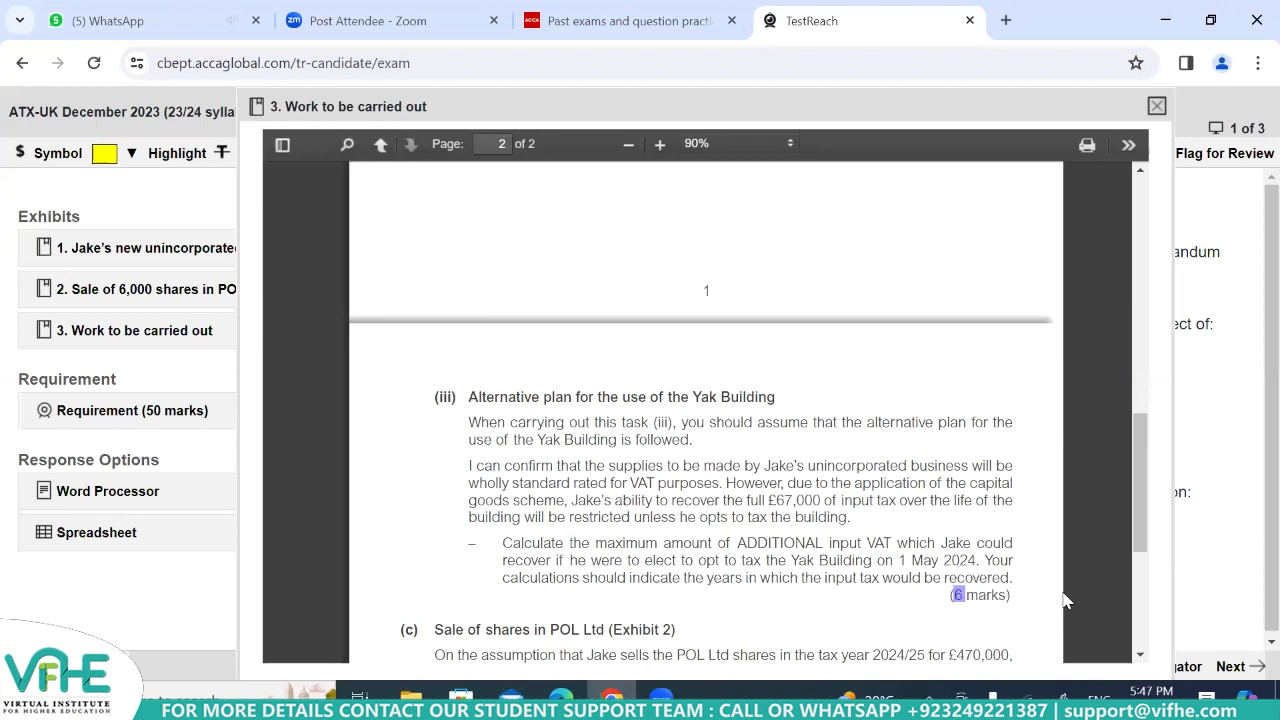 (5) WhatsApp
Post Attendee - Zoom
Past exams and question practi
TestReach
cbept.accaglobal.com/tr-candidate/exam
ATX-UK December 2023 (23/24 sylla
3. Work to be carried out
1 of 3
$ Symbol
Highlight
Page: 2 of 2
90%
Flag for Review
Exhibits
1. Jake's new unincorporate
2. Sale of 6,000 shares in PO
3. Work to be carried out
Requirement
Requirement (50 marks)
Response Options
Word Processor
Spreadsheet
andum
ect of:
on:
1
(iii) Alternative plan for the use of the Yak Building
When carrying out this task (iii), you should assume that the alternative plan for the
use of the Yak Building is followed.
I can confirm that the supplies to be made by Jake's unincorporated business will be
wholly standard rated for VAT purposes. However, due to the application of the capital
goods scheme, Jake's ability to recover the full £67,000 of input tax over the life of the
building will be restricted unless he opts to tax the building.
– Calculate the maximum amount of ADDITIONAL input VAT which Jake could
recover if he were to elect to opt to tax the Yak Building on 1 May 2024. Your
calculations should indicate the years in which the input tax would be recovered.
(6 marks)
(c) Sale of shares in POL Ltd (Exhibit 2)
On the assumption that Jake sells the POL Ltd shares in the tax year 2024/25 for £470,000,
gator
Next
5:47 PM
VFHE
VIRTUAL INSTITUTE
FOR HIGHER EDUCATION
FOR MORE DETAILS CONTACT OUR STUDENT SUPPORT TEAM : CALL OR WHATSAPP +923249221387 | support@vifhe.com